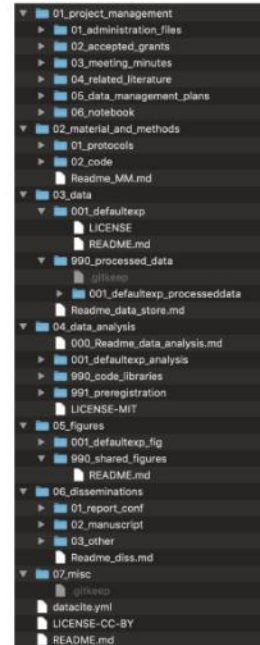 01_project_management
01_administration_files
02_accepted_grants
03_meeting_minutes
04_related_literature
05_data_management_plans
06_notebook
02_material_and_methods
01_protocols
02_code
Readme_MM.md
03_data
001_defaultexp
LICENSE
README.md
990_processed_data
.gitkeep
001_defaultexp_processeddata
Readme_data_store.md
04_data_analysis
000_Readme_data_analysis.md
001_defaultexp_analysis
990_code_libraries
991_preregistration
LICENSE-MIT
05_figures
001_defaultexp_fig
990_shared_figures
README.md
06_disseminations
01_report_conf
02_manuscript
03_other
Readme_diss.md
07_misc
.gitkeep
datacite.yml
LICENSE-CC-BY
README.md